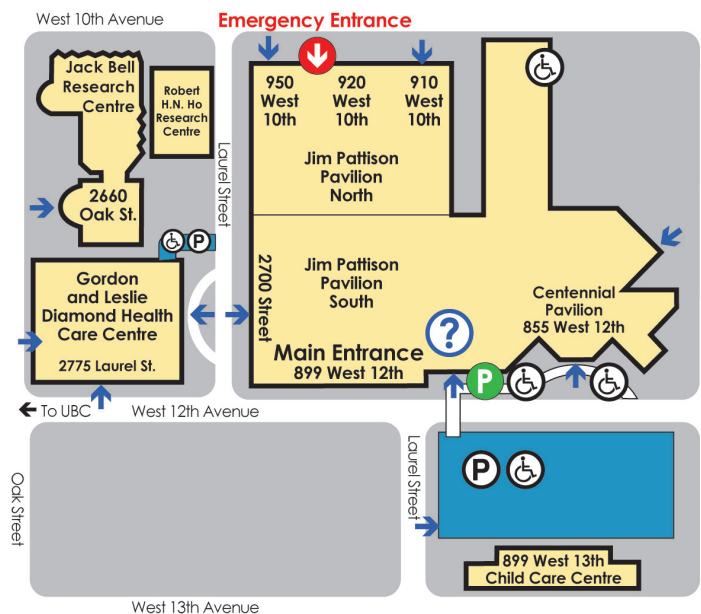 West 10th Avenue
Emergency Entrance
Jack Bell
Research
Centre
Robert
H.N. Ho
Research
Centre
2660
Oak St.
P
Gordon
and Leslie
Diamond Health
Care Centre
2775 Laurel St.
Laurel Street
950
West
10th
920
West
10th
910
West
10th
Jim Pattison
Pavilion
North
2700 Street
Jim Pattison
Pavilion
South
?
Main Entrance
899 West 12th
Centennial
Pavilion
855 West 12th
P
To UBC
West 12th Avenue
Oak Street
Laurel Street
P
899 West 13th
Child Care Centre
West 13th Avenue